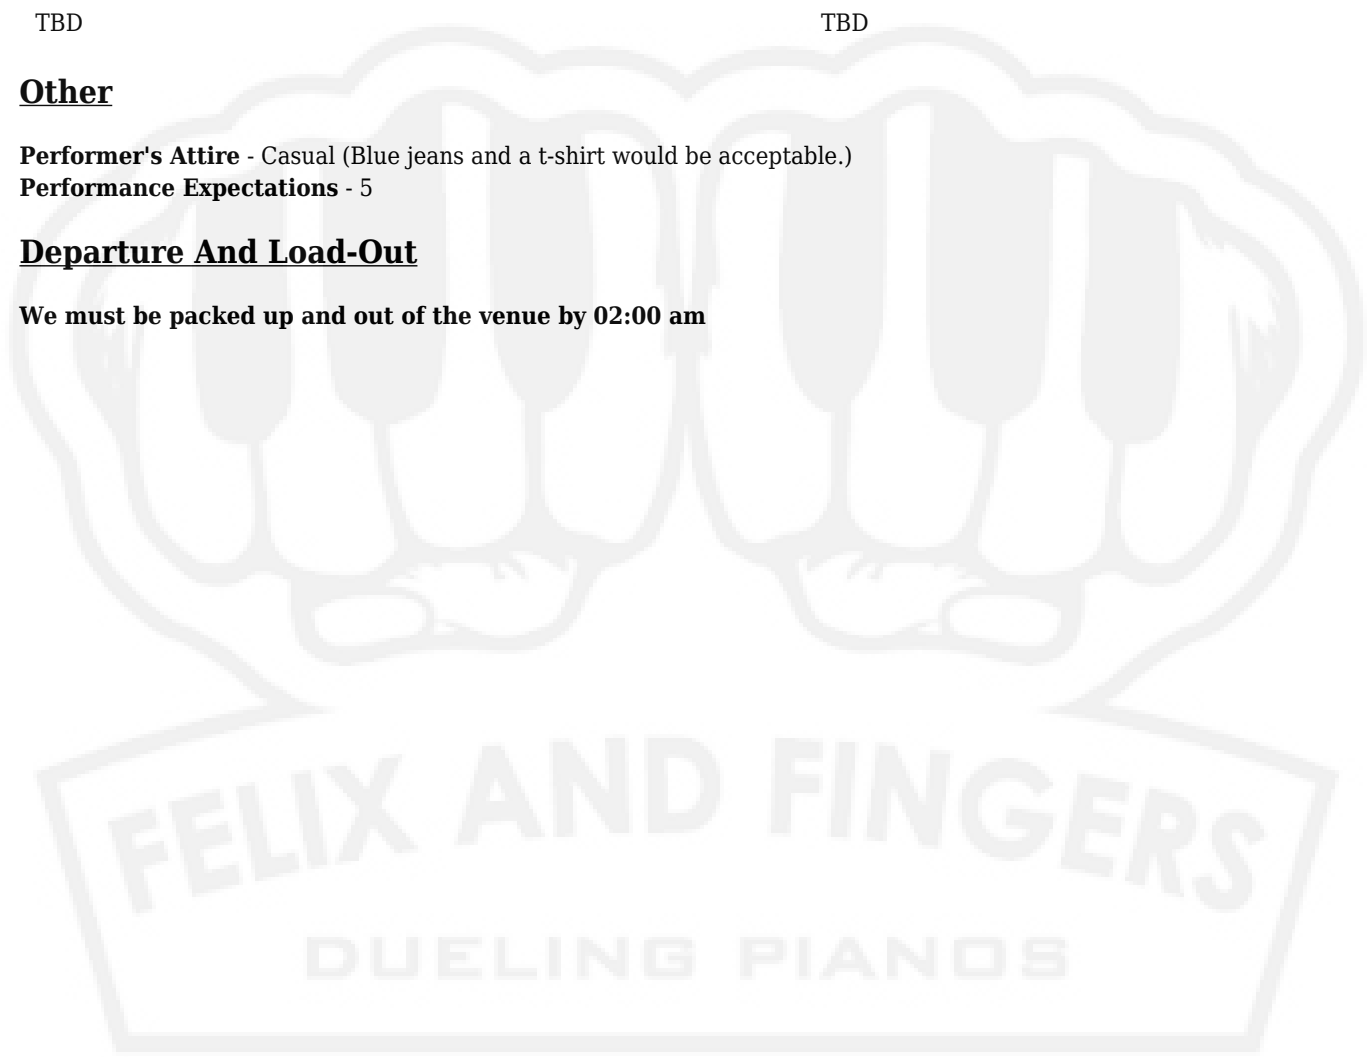 TBD TBD
Other
Performer's Attire - Casual (Blue jeans and a t-shirt would be acceptable.)
Performance Expectations - 5
Departure And Load-Out
We must be packed up and out of the venue by 02:00 am
FELIX AND FINGERS
DUELING PIANOS